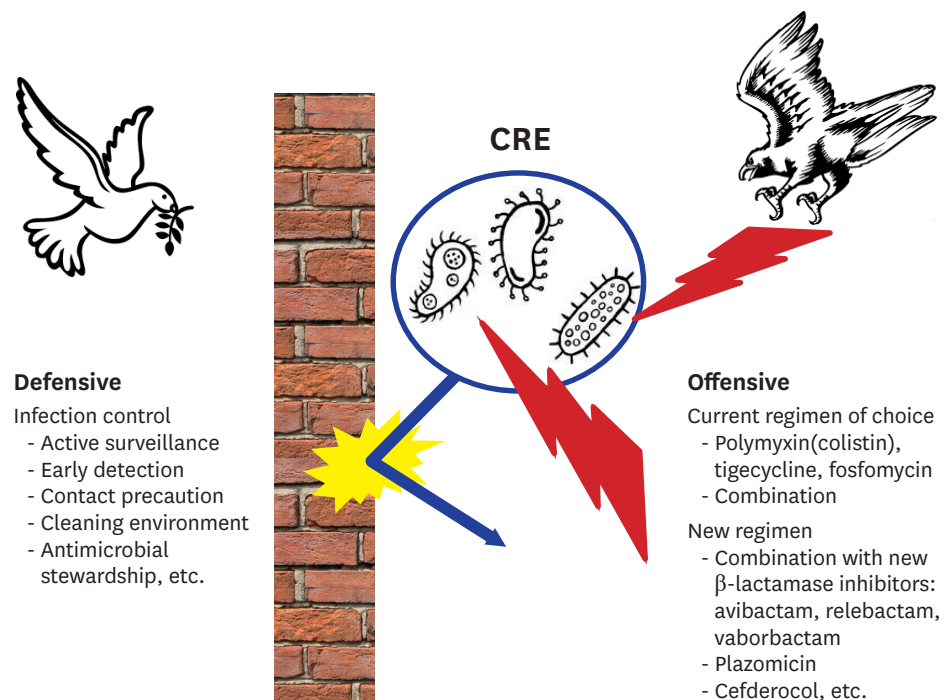 CRE
Defensive
Infection control
- Active surveillance
- Early detection
- Contact precaution
- Cleaning environment
- Antimicrobial
stewardship, etc.
Offensive
Current regimen of choice
- Polymyxin(colistin),
tigecycline, fosfomycin
- Combination
New regimen
- Combination with new
β-lactamase inhibitors:
avibactam, relebactam,
vaborbactam
- Plazomicin
- Cefderocol, etc.